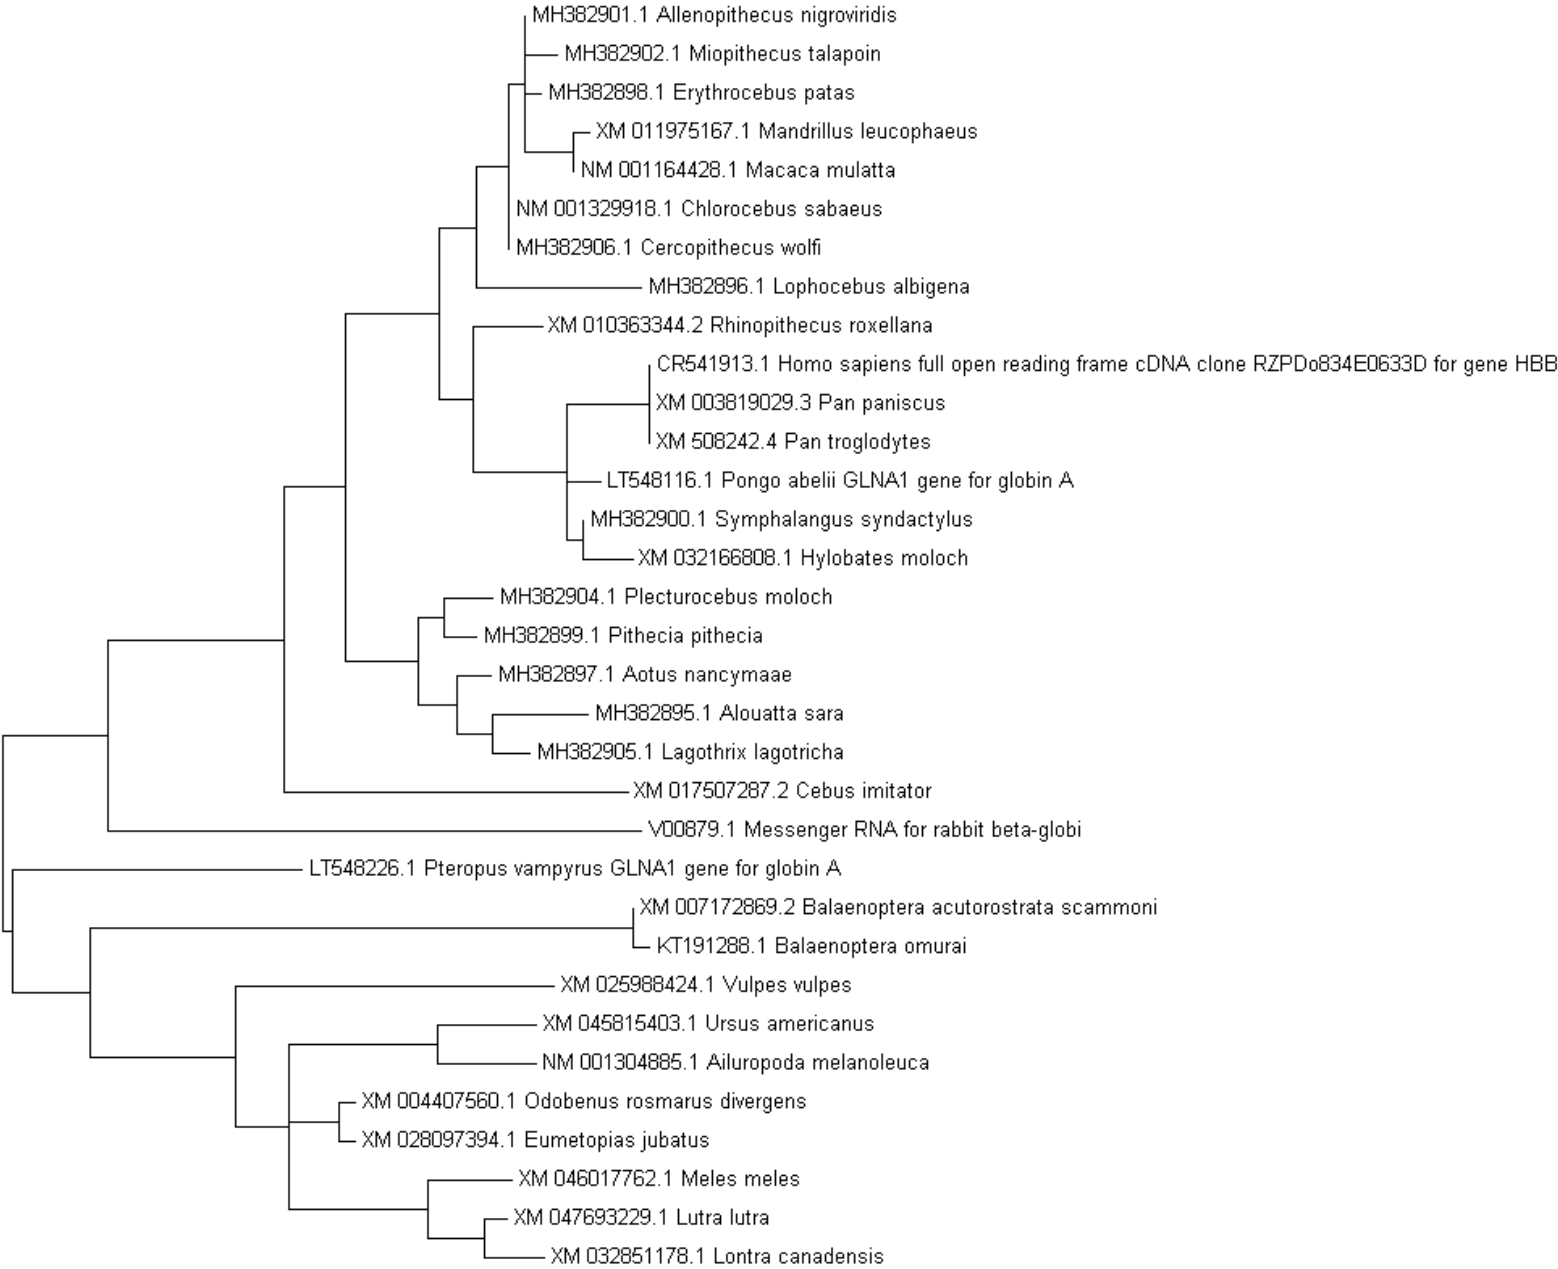 MH382901.1 Allenopithecus nigroviridis
MH382902.1 Miopithecus talapoin
MH382898.1 Erythrocebus patas
XM 011975167.1 Mandrillus leucophaeus
NM 001164428.1 Macaca mulatta
NM 001329918.1 Chlorocebus sabaeus
MH382906.1 Cercopithecus wolfi
MH382896.1 Lophocebus albigena
XM 010363344.2 Rhinopithecus roxellana
CR541913.1 Homo sapiens full open reading frame cDNA clone RZPDo834E0633D for gene HBB
XM 003819029.3 Pan paniscus
XM 508242.4 Pan troglodytes
LT548116.1 Pongo abelii GLNA1 gene for globin A
MH382900.1 Symphalangus syndactylus
XM 032166808.1 Hylobates moloch
MH382904.1 Plecturocebus moloch
MH382899.1 Pithecia pithecia
MH382897.1 Aotus nancymaae
MH382895.1 Alouatta sara
MH382905.1 Lagothrix lagotricha
XM 017507287.2 Cebus imitator
V00879.1 Messenger RNA for rabbit beta-globi
LT548226.1 Pteropus vampyrus GLNA1 gene for globin A
XM 007172869.2 Balaenoptera acutorostrata scammoni
KT191288.1 Balaenoptera omurai
XM 025988424.1 Vulpes vulpes
XM 045815403.1 Ursus americanus
NM 001304885.1 Ailuropoda melanoleuca
XM 004407560.1 Odobenus rosmarus divergens
XM 028097394.1 Eumetopias jubatus
XM 046017762.1 Meles meles
XM 047693229.1 Lutra lutra
XM 032851178.1 Lontra canadensis